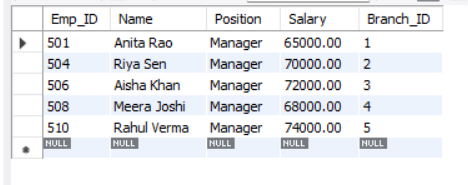 Emp_ID Name Position Salary Branch_ID
501 Anita Rao Manager 65000.00 1
504 Riya Sen Manager 70000.00 2
506 Aisha Khan Manager 72000.00 3
508 Meera Joshi Manager 68000.00 4
510 Rahul Verma Manager 74000.00 5
NULL NULL NULL NULL NULL